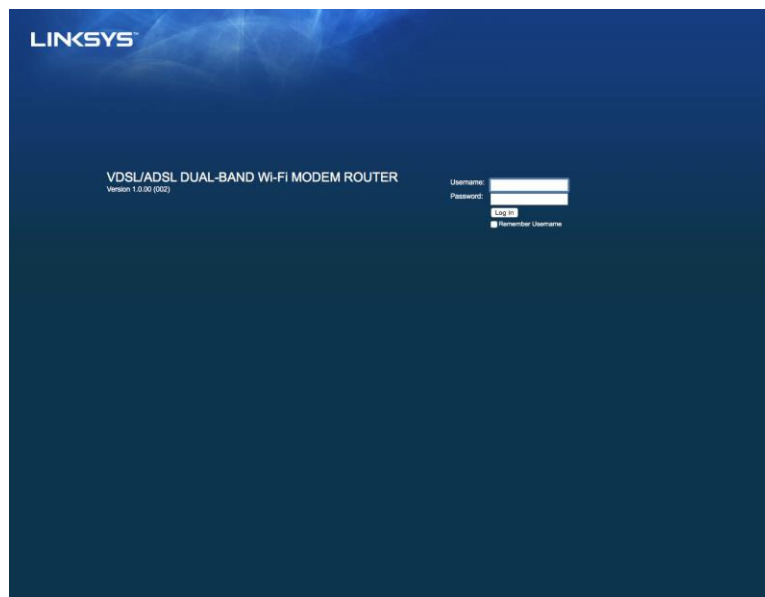 LINKSYS™
VDSL/ADSL DUAL-BAND Wi-Fi MODEM ROUTER
Version 1.0.00 (002)
Username:
Password:
Log In
Remember Username